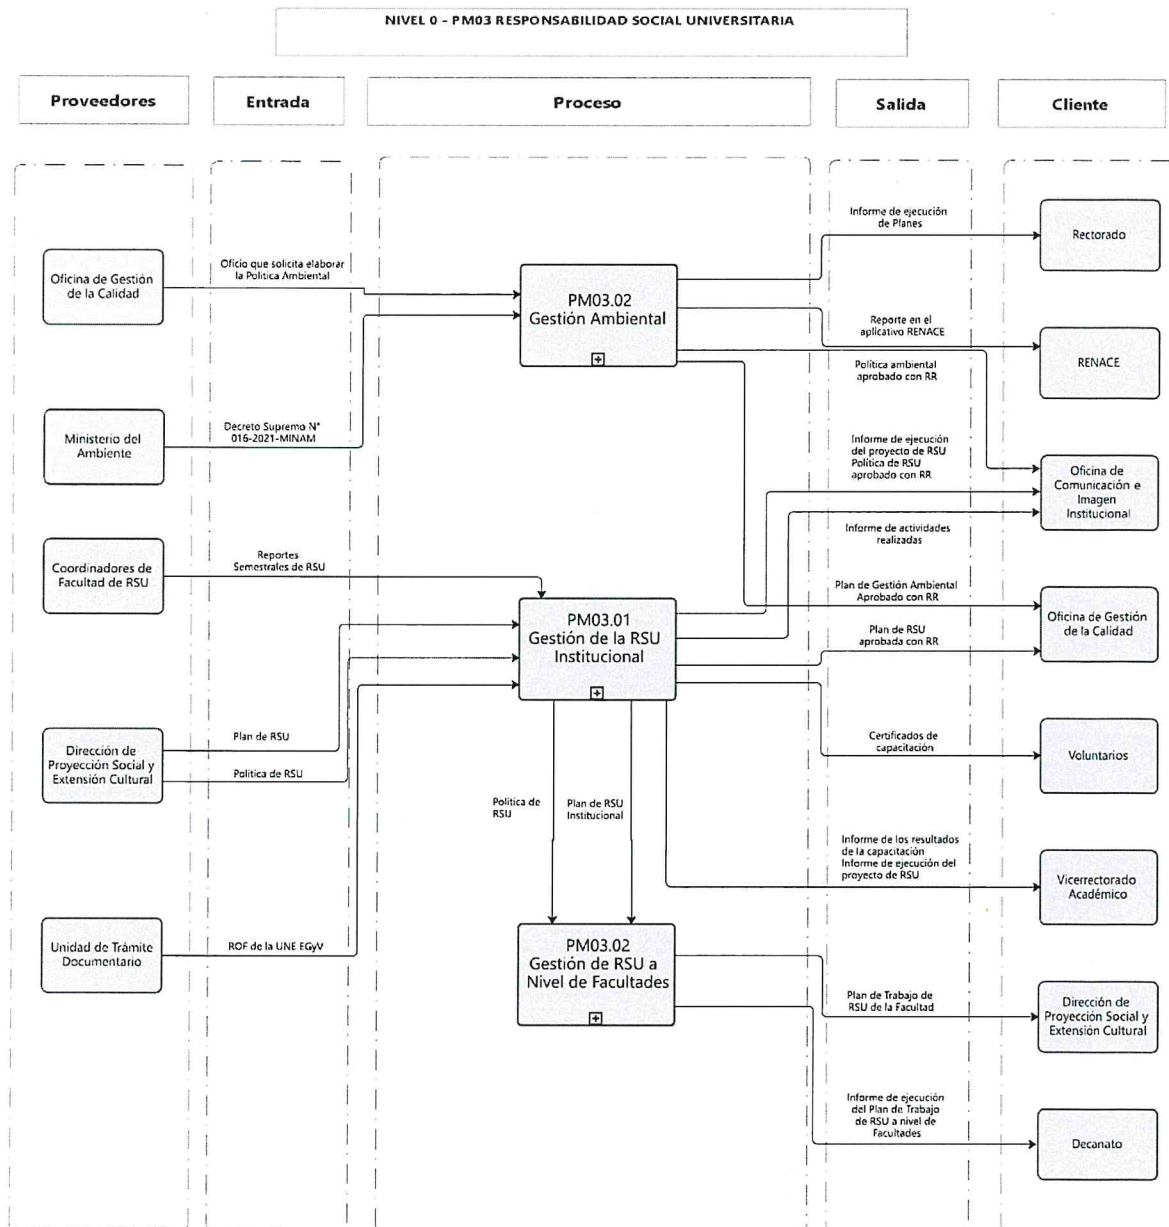 NIVEL 0 - PM03 RESPONSABILIDAD SOCIAL UNIVERSITARIA
Proveedores
Entrada
Proceso
Salida
Cliente
Oficina de Gestión
de la Calidad
Ministerio del
Ambiente
Coordinadores de
Facultad de RSU
Dirección de
Proyección Social y
Extensión Cultural
Unidad de Trámite
Documentario
Oficio que solicita elaborar
la Política Ambiental
Decreto Supremo N°
016-2021-MINAM
Reportes
Semestrales de RSU
Plan de RSU
Política de RSU
ROF de la UNE EGyV
PM03.02
Gestión Ambiental
PM03.01
Gestión de la RSU
Institucional
Política de
RSU
Plan de RSU
Institucional
PM03.02
Gestión de RSU a
Nivel de Facultades
Informe de ejecución
de Planes
Reporte en el
aplicativo RENACE
Política ambiental
aprobado con RR
Informe de ejecución
del proyecto de RSU
Política de RSU
aprobado con RR
Informe de actividades
realizadas
Plan de Gestión Ambiental
Aprobado con RR
Plan de RSU
aprobada con RR
Certificados de
capacitación
Informe de los resultados
de la capacitación
Informe de ejecución del
proyecto de RSU
Plan de Trabajo de
RSU de la Facultad
Informe de ejecución
del Plan de Trabajo
de RSU a nivel de
Facultades
Rectorado
RENACE
Oficina de
Comunicación e
Imagen
Institucional
Oficina de Gestión
de la Calidad
Voluntarios
Vicerrectorado
Académico
Dirección de
Proyección Social y
Extensión Cultural
Decanato